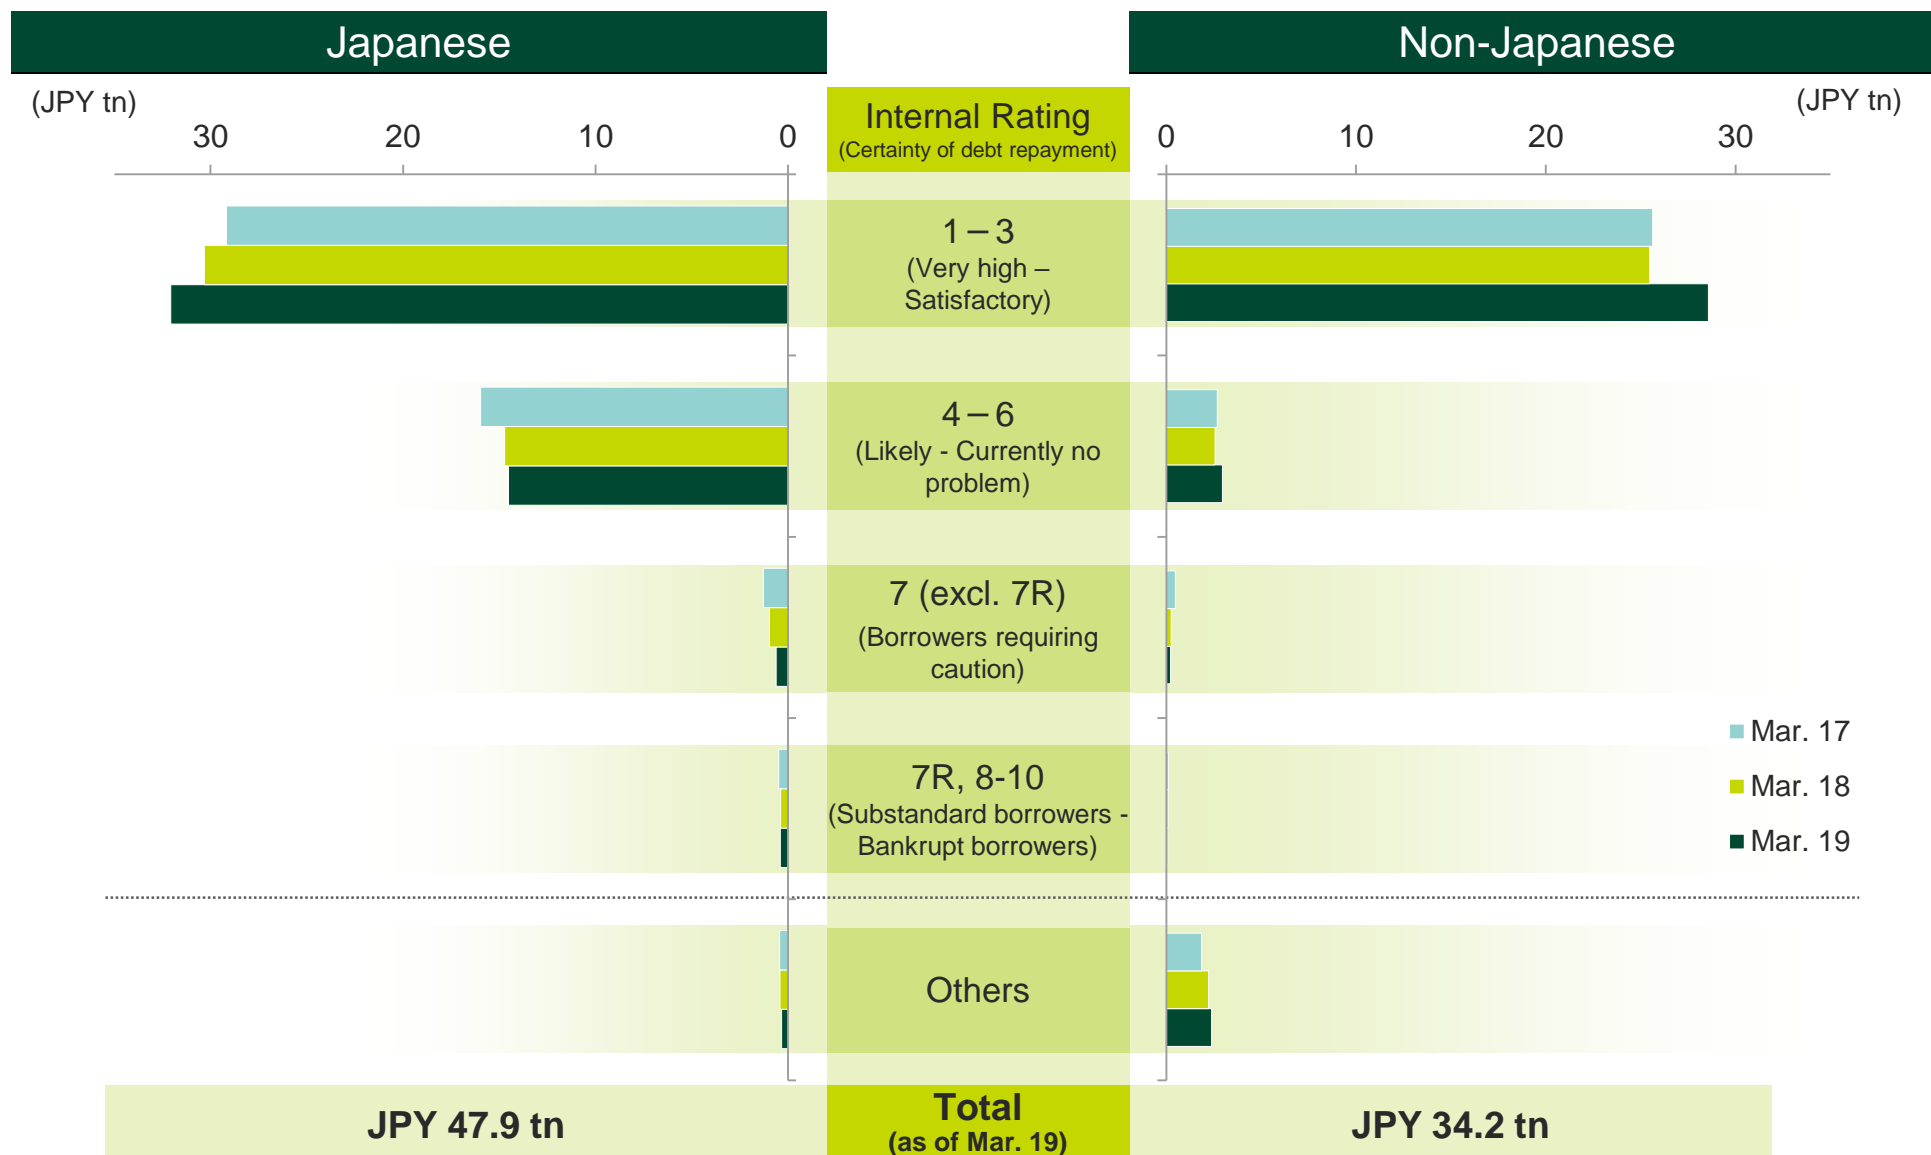 Japanese
Non-Japanese
(JPY tn)
(JPY tn)
30
20
10
0
Internal Rating
(Certainty of debt repayment)
0
10
20
30
1 – 3
(Very high –
Satisfactory)
4 – 6
(Likely - Currently no
problem)
7 (excl. 7R)
(Borrowers requiring
caution)
7R, 8-10
(Substandard borrowers -
Bankrupt borrowers)
Mar. 17
Mar. 18
Mar. 19
Others
JPY 47.9 tn
Total
(as of Mar. 19)
JPY 34.2 tn